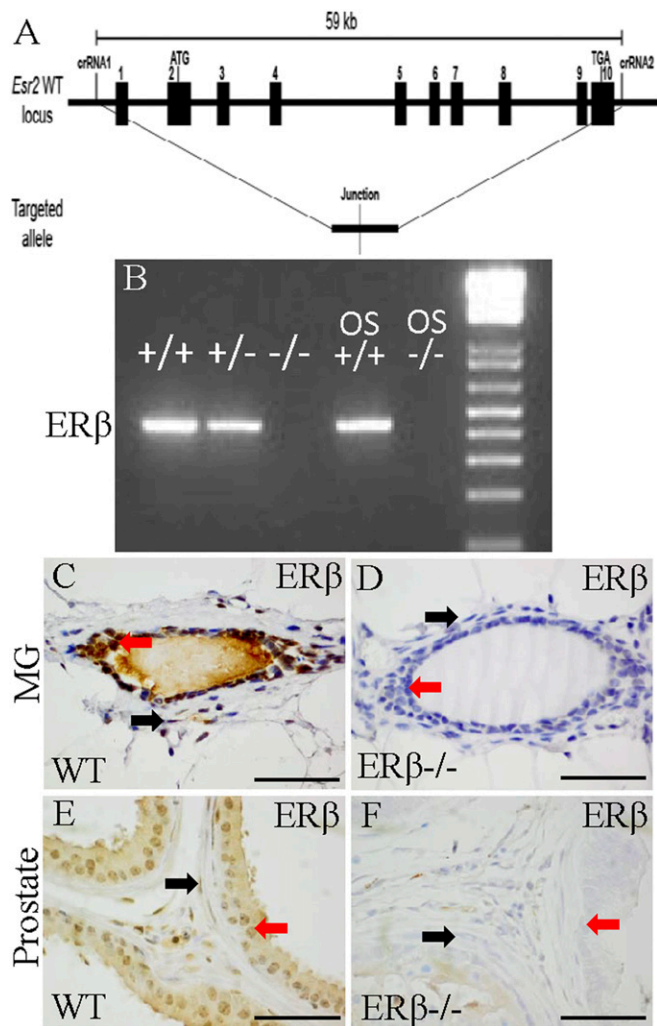 A
59 kb
crRNA1
ATG
TGA
crRNA2
1 2 3 4 5 6 7 8 9 10
Esr2 WT
locus
Junction
Targeted
allele
B
OS OS
+/+ +/- -/- +/+ -/-
ERβ
C ERβ
D ERβ
MG
WT
ERβ-/-
E ERβ
F ERβ
Prostate
WT
ERβ-/-